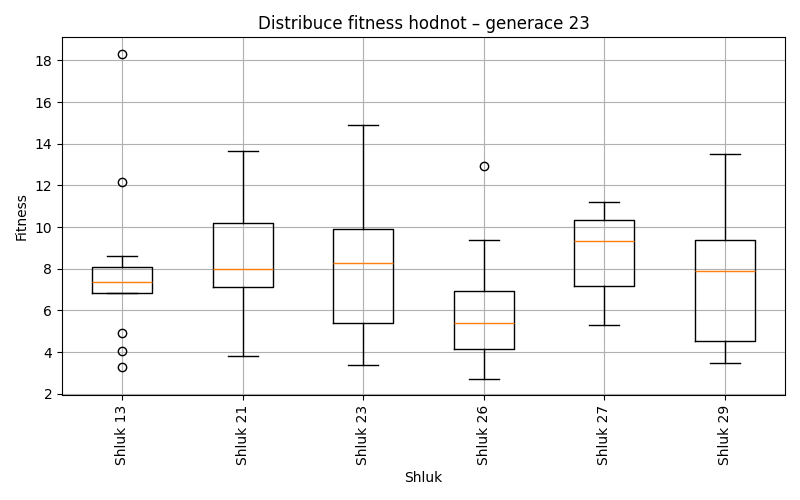 Distribuce fitness hodnot – generace 23
Fitness
18
16
14
12
10
8
6
4
2
Shluk 13
Shluk 21
Shluk 23
Shluk 26
Shluk 27
Shluk 29
Shluk